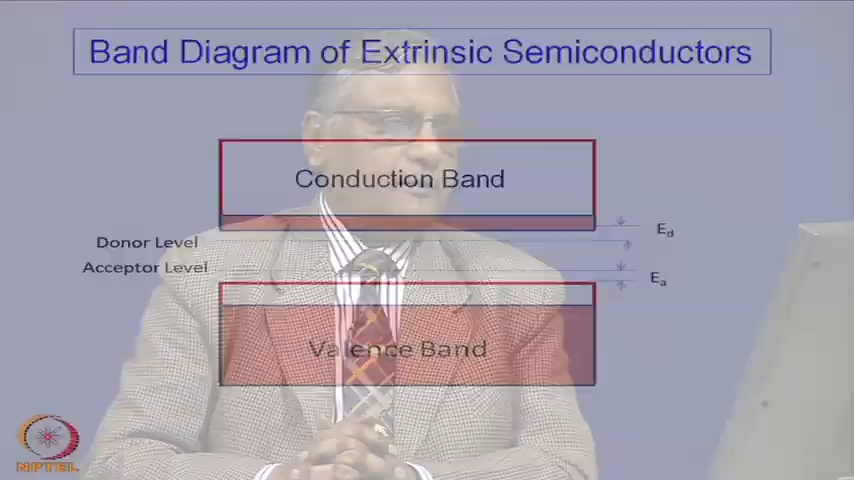 Band Diagram of Extrinsic Semiconductors
Conduction Band
Ed
Donor Level
Acceptor Level
Ea
Valence Band
NPTEL